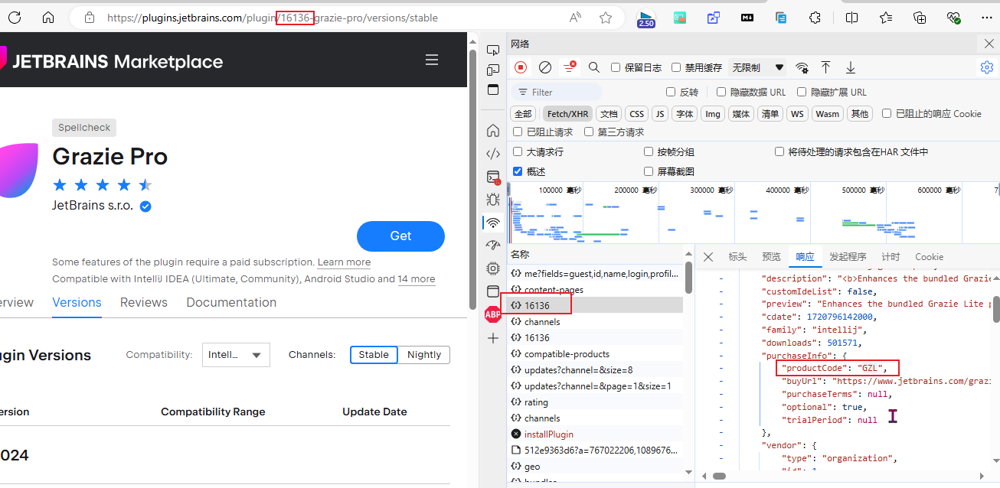 https://plugins.jetbrains.com/plugin/16136-grazie-pro/versions/stable
2.50
JETBRAINS Marketplace
Spellcheck
Grazie Pro
JetBrains s.r.o.
Get
Some features of the plugin require a paid subscription. Learn more
Compatible with IntelliJ IDEA (Ultimate, Community), Android Studio and 14 more
erview Versions Reviews Documentation
ugin Versions Compatibility: Intell... Channels: Stable Nightly
ersion Compatibility Range Update Date
2024
ABP
网络
保留日志 禁用缓存 无限制
Filter 反转 隐藏数据 URL 隐藏扩展 URL
全部 Fetch/XHR 文档 CSS JS 字体 Img 媒体 清单 WS Wasm 其他 已阻止的响应 Cookie
已阻止请求 第三方请求
大请求行 按帧分组 将待处理的请求包含在HAR 文件中
概述 屏幕截图
100000 毫秒 200000 毫秒 300000 毫秒 400000 毫秒 500000 毫秒 600000 毫秒 7
名称
me?fields=guest,id,name,login,profil...
content-pages
16136
channels
16136
compatible-products
updates?channel=&size=8
updates?channel=&page=1&size=1
rating
channels
installPlugin
512e9363d6?a=767022206,1089676...
geo
bundles
标头 预览 响应 发起程序 计时 Cookie
- "description": "<b>Enhances the bundled Grazie
- "customIdeList": false,
- "preview": "Enhances the bundled Grazie Lite p
- "cdate": 1720796142000,
- "family": "intellij",
- "downloads": 501571,
- "purchaseInfo": {
- "productCode": "GZL",
- "buyUrl": "https://www.jetbrains.com/grazi
- "purchaseTerms": null,
- "optional": true,
- "trialPeriod": null
- },
- "vendor": {
- "type": "organization",
- "id": 1